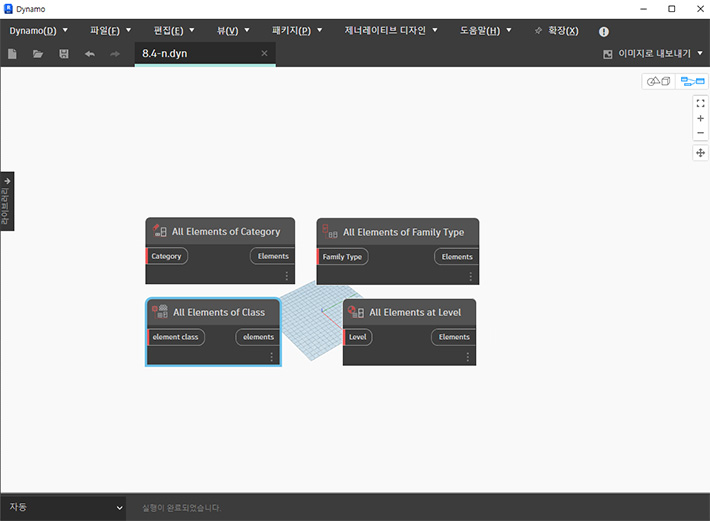 Dynamo
Dynamo(D) 파일(F) 편집(E) 뷰(V) 패키지(P) 제너레이티브 디자인 도움말(H) 확장(X)
8.4-n.dyn 이미지로 내보내기
라이브러리
All Elements of Category
Category Elements
All Elements of Family Type
Family Type Elements
All Elements of Class
element class elements
All Elements at Level
Level Elements
자동 실행이 완료되었습니다.